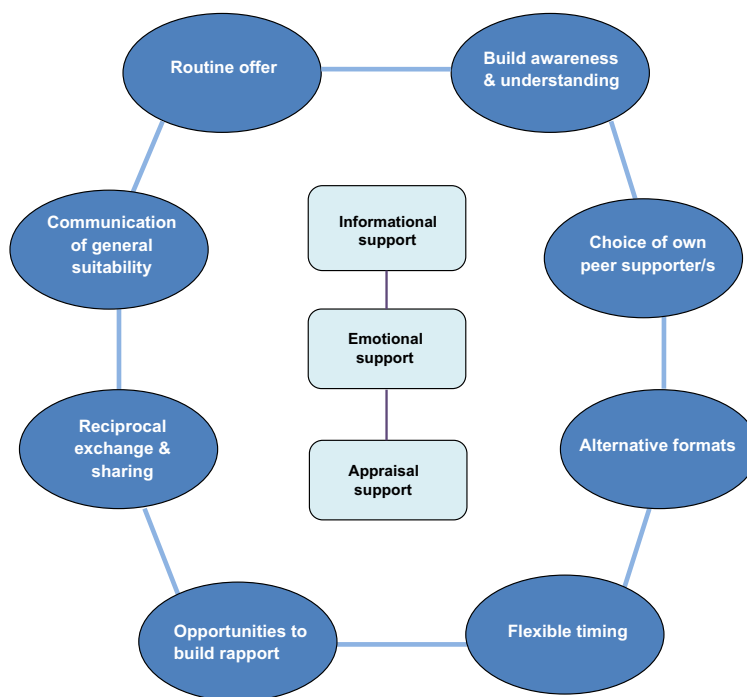 Routine offer
Build awareness
& understanding
Communication
of general
suitability
Informational
support
Choice of own
peer supporter/s
Emotional
support
Reciprocal
exchange &
sharing
Alternative formats
Appraisal
support
Opportunities to
build rapport
Flexible timing